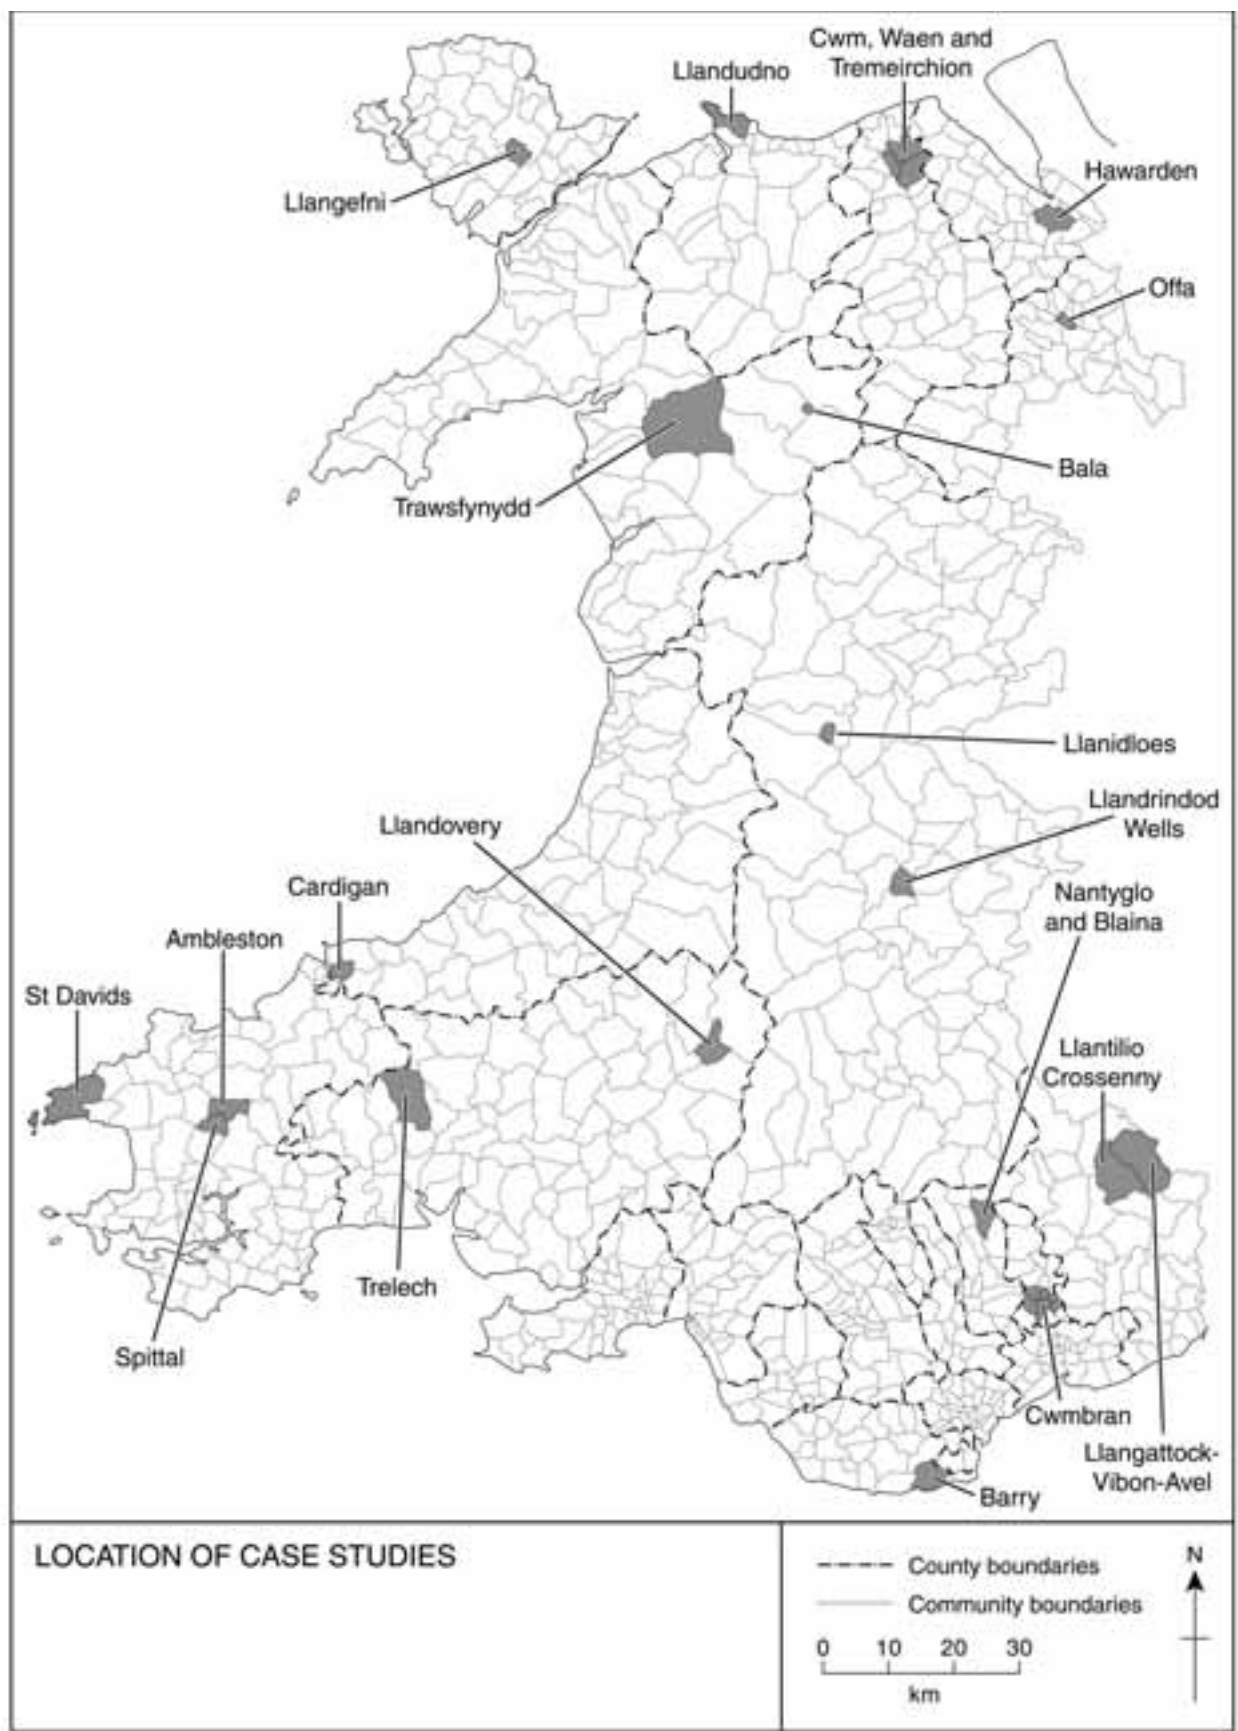 Cwm, Waen and
Tremeirchion
Llandudno
Hawarden
Llangefni
Offa
Bala
Trawsfynydd
Llanidloes
Llandrindod
Wells
Llandovery
Cardigan
Nantyglo
and Blaina
Ambleston
St Davids
Llantilio
Crossenny
Trelech
Spittal
Cwmbran
Llangattock-
Vibon-Avel
Barry
LOCATION OF CASE STUDIES
County boundaries
Community boundaries
N
0 10 20 30
km